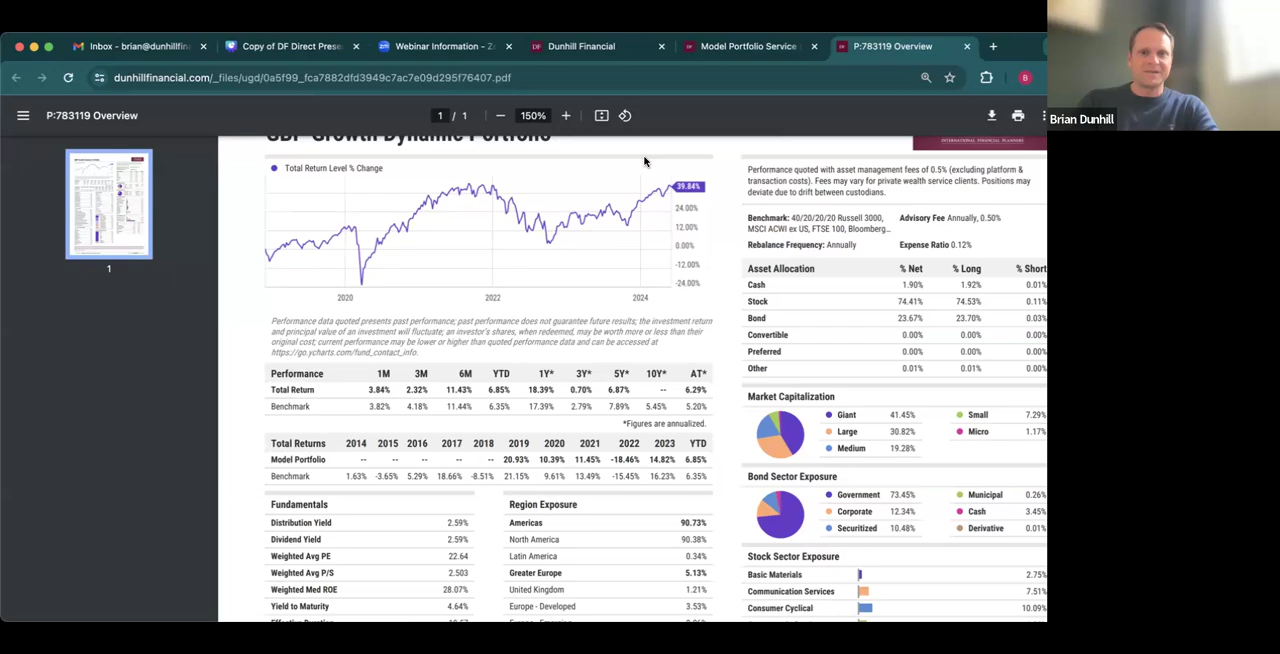 Inbox - brian@dunhillfin
Copy of DF Direct Prese
Webinar Information - Z
Dunhill Financial
Model Portfolio Service
P:783119 Overview
dunhillfinancial.com/_files/ugd/0a5f99_fca7882dfd3949c7ac7e09d295f76407.pdf
B
P:783119 Overview
1 / 1
150%
Brian Dunhill
1
GBP Growth Dynamic Portfolio
INTERNATIONAL FINANCIAL PLANNERS
Total Return Level % Change
39.84%
24.00%
12.00%
0.00%
-12.00%
-24.00%
2020 2022 2024
Performance data quoted presents past performance; past performance does not guarantee future results; the investment return
and principal value of an investment will fluctuate; an investor's shares, when redeemed, may be worth more or less than their
original cost; current performance may be lower or higher than quoted performance data and can be accessed at
https://go.ycharts.com/fund_contact_info.
Performance 1M 3M 6M YTD 1Y* 3Y* 5Y* 10Y* AT*
Total Return 3.84% 2.32% 11.43% 6.85% 18.39% 0.70% 6.87% -- 6.29%
Benchmark 3.82% 4.18% 11.44% 6.35% 17.39% 2.79% 7.89% 5.45% 5.20%
*Figures are annualized.
Total Returns 2014 2015 2016 2017 2018 2019 2020 2021 2022 2023 YTD
Model Portfolio -- -- -- -- -- 20.93% 10.39% 11.45% -18.46% 14.82% 6.85%
Benchmark 1.63% -3.65% 5.29% 18.66% -8.51% 21.15% 9.61% 13.49% -15.45% 16.23% 6.35%
Fundamentals
Distribution Yield 2.59%
Dividend Yield 2.59%
Weighted Avg PE 22.64
Weighted Avg P/S 2.503
Weighted Med ROE 28.07%
Yield to Maturity 4.64%
Region Exposure
Americas 90.73%
North America 90.38%
Latin America 0.34%
Greater Europe 5.13%
United Kingdom 1.21%
Europe - Developed 3.53%
Performance quoted with asset management fees of 0.5% (excluding platform &
transaction costs). Fees may vary for private wealth service clients. Positions may
deviate due to drift between custodians.
Benchmark: 40/20/20/20 Russell 3000,
MSCI ACWI ex US, FTSE 100, Bloomberg...
Advisory Fee Annually, 0.50%
Rebalance Frequency: Annually
Expense Ratio 0.12%
Asset Allocation % Net % Long % Short
Cash 1.90% 1.92% 0.01%
Stock 74.41% 74.53% 0.11%
Bond 23.67% 23.70% 0.03%
Convertible 0.00% 0.00% 0.00%
Preferred 0.00% 0.00% 0.00%
Other 0.01% 0.01% 0.00%
Market Capitalization
Giant 41.45%
Large 30.82%
Medium 19.28%
Small 7.29%
Micro 1.17%
Bond Sector Exposure
Government 73.45%
Corporate 12.34%
Securitized 10.48%
Municipal 0.26%
Cash 3.45%
Derivative 0.01%
Stock Sector Exposure
Basic Materials 2.75%
Communication Services 7.51%
Consumer Cyclical 10.09%